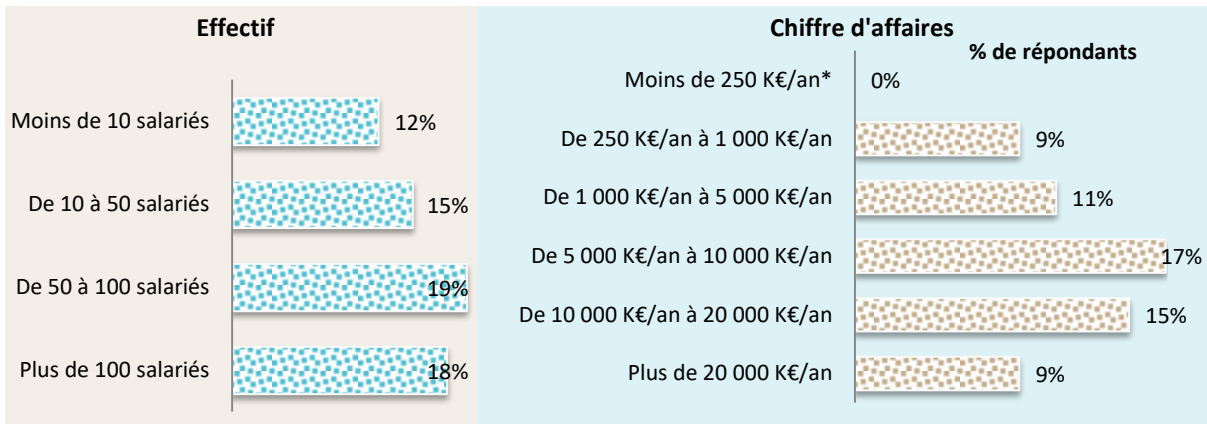 Effectif
Moins de 10 salariés 12%
De 10 à 50 salariés 15%
De 50 à 100 salariés 19%
Plus de 100 salariés 18%
Chiffre d'affaires
% de répondants
Moins de 250 K€/an* 0%
De 250 K€/an à 1 000 K€/an 9%
De 1 000 K€/an à 5 000 K€/an 11%
De 5 000 K€/an à 10 000 K€/an 17%
De 10 000 K€/an à 20 000 K€/an 15%
Plus de 20 000 K€/an 9%